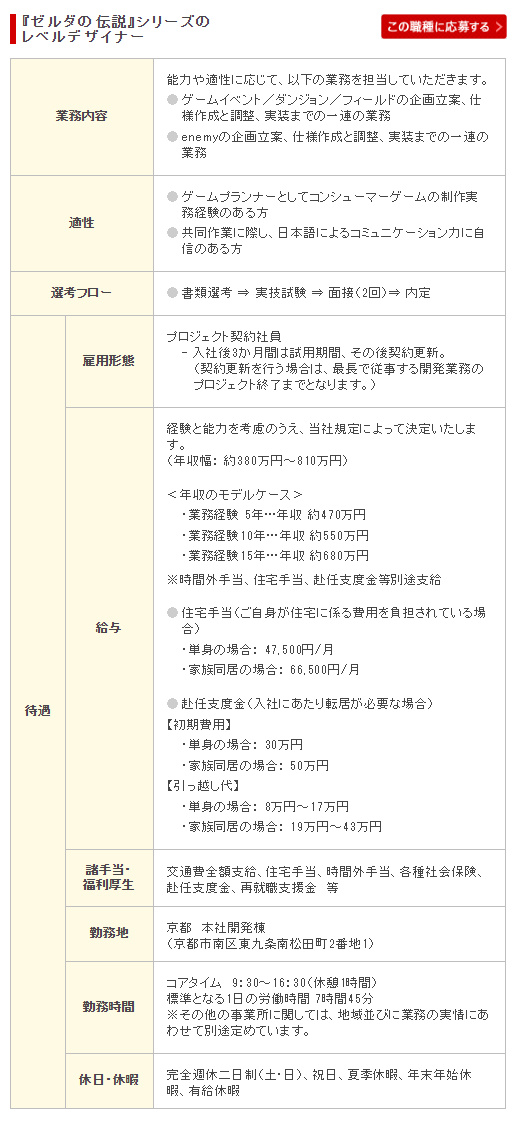 『ゼルダの伝説』シリーズの
レベルデザイナー
この職種に応募する
業務内容
能力や適性に応じて、以下の業務を担当していただきます。
● ゲームイベント／ダンジョン／フィールドの企画立案、仕
様作成と調整、実装までの一連の業務
● enemyの企画立案、仕様作成と調整、実装までの一連の
業務
適性
● ゲームプランナーとしてコンシューマーゲームの制作実
務経験のある方
● 共同作業に際し、日本語によるコミュニケーション力に自
信のある方
選考フロー
● 書類選考 ⇒ 実技試験 ⇒ 面接（2回）⇒ 内定
待遇
雇用形態
プロジェクト契約社員
- 入社後3か月間は試用期間、その後契約更新。
（契約更新を行う場合は、最長で従事する開発業務の
プロジェクト終了までとなります。）
給与
経験と能力を考慮のうえ、当社規定によって決定いたしま
す。
（年収幅： 約380万円～810万円）
＜年収のモデルケース＞
・業務経験 5年…年収 約470万円
・業務経験10年…年収 約550万円
・業務経験15年…年収 約680万円
※時間外手当、住宅手当、赴任支度金等別途支給
● 住宅手当（ご自身が住宅に係る費用を負担されている場
合）
・単身の場合： 47,500円/月
・家族同居の場合： 66,500円/月
● 赴任支度金（入社にあたり転居が必要な場合）
【初期費用】
・単身の場合： 30万円
・家族同居の場合： 50万円
【引っ越し代】
・単身の場合： 8万円～17万円
・家族同居の場合： 19万円～43万円
諸手当・
福利厚生
交通費全額支給、住宅手当、時間外手当、各種社会保険、
赴任支度金、再就職支援金　等
勤務地
京都　本社開発棟
（京都市南区東九条南松田町2番地1）
勤務時間
コアタイム　9：30～16：30（休憩1時間）
標準となる1日の労働時間 7時間45分
※その他の事業所に関しては、地域並びに業務の実情にあ
わせて別途定めています。
休日・休暇
完全週休二日制（土・日）、祝日、夏季休暇、年末年始休
暇、有給休暇